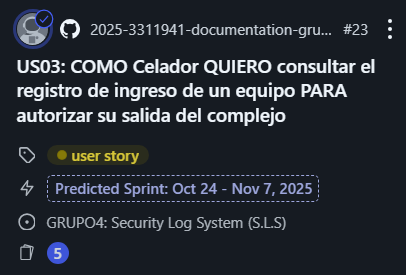 2025-3311941-documentation-gru... #23
US03: COMO Celador QUIERO consultar el
registro de ingreso de un equipo PARA
autorizar su salida del complejo
user story
Predicted Sprint: Oct 24 - Nov 7, 2025
GRUPO4: Security Log System (S.L.S)
5